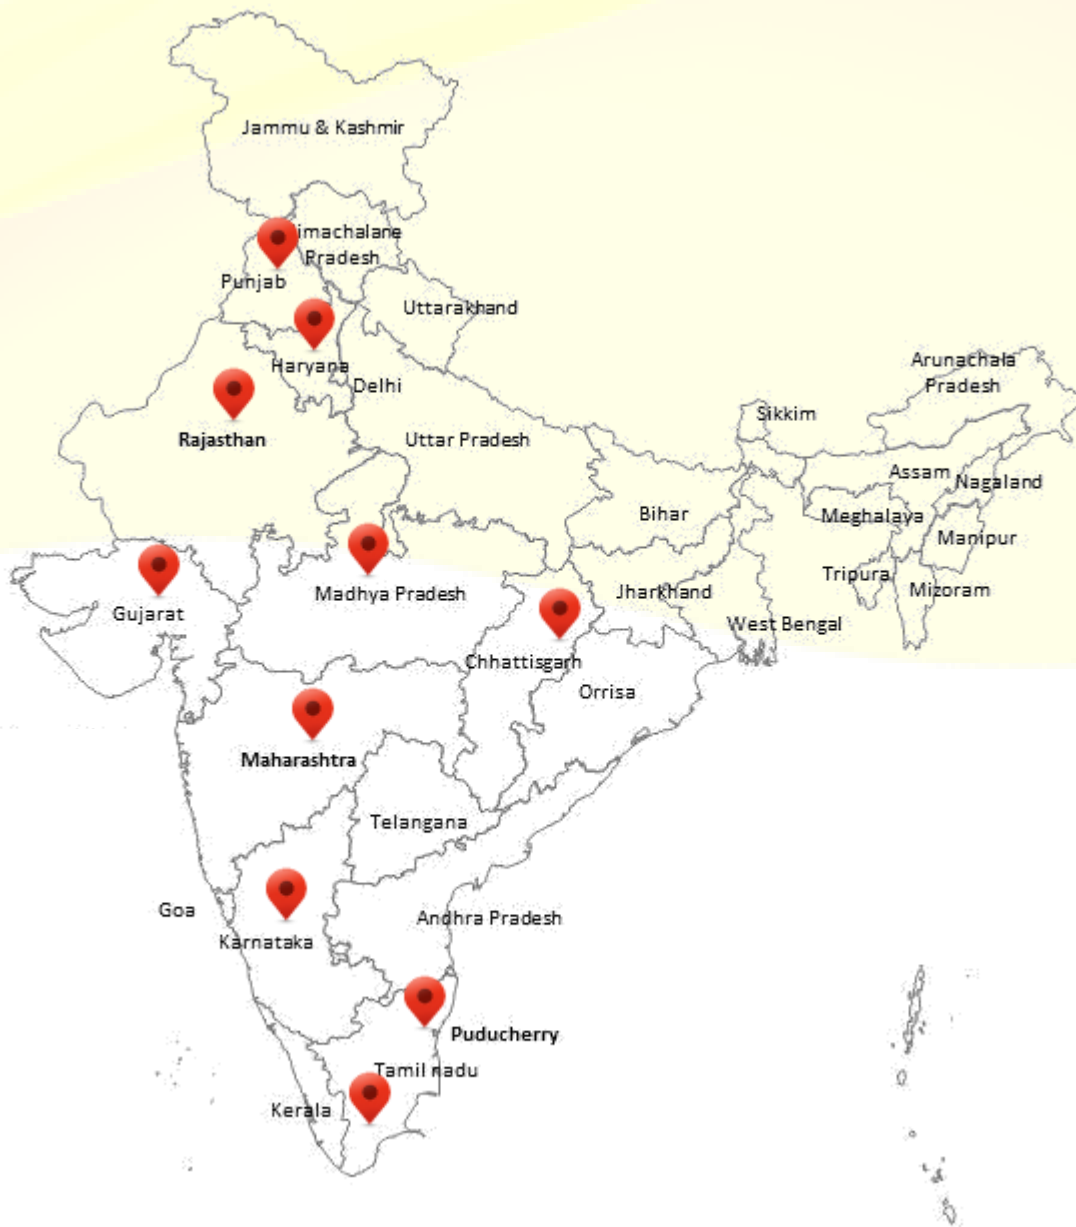 Jammu & Kashmir
imachalane
Pradesh
Punjab
Uttarakhand
Haryana
Delhi
Arunachala
Pradesh
Sikkim
Rajasthan
Uttar Pradesh
Assam
Nagaland
Bihar
Meghalaya
Manipur
Tripura
Mizoram
Madhya Pradesh
Jharkhand
Gujarat
West Bengal
Chhattisgarh
Orrisa
Maharashtra
Telangana
Goa
Andhra Pradesh
Karnataka
Puducherry
Tamil nadu
Kerala